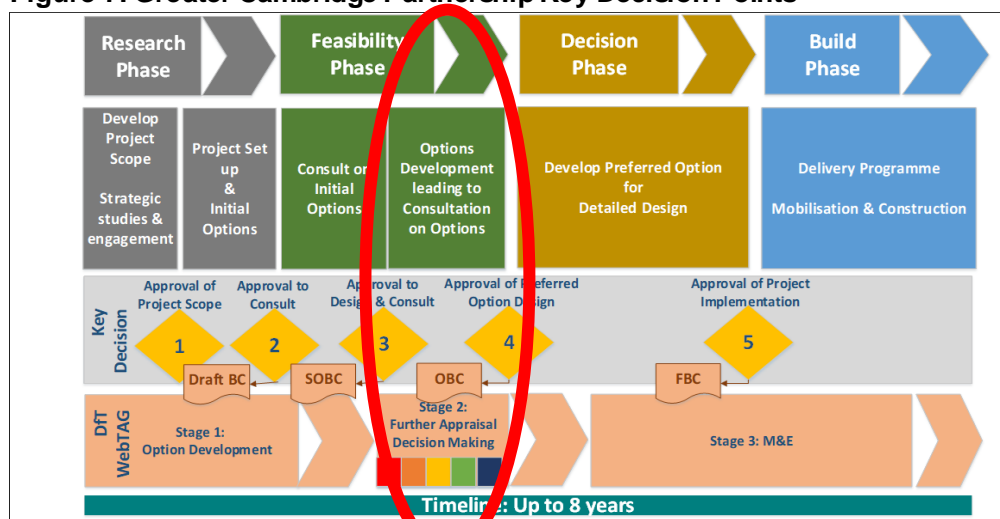 Figure 1: Greater Cambridge Partnership Key Decision Points
Research
Phase
Feasibility
Phase
Decision
Phase
Build
Phase
Develop
Project
Scope
Strategic
studies &
engagement
Project Set
up
&
Initial
Options
Consult on
Initial
Options
Options
Development
leading to
Consultation
on Options
Develop Preferred Option
for
Detailed Design
Delivery Programme
Mobilisation & Construction
Key
Decision
Approval of
Project Scope
Approval to
Consult
Approval to
Design & Consult
Approval of Preferred
Option Design
Approval of Project
Implementation
1
2
3
4
5
Draft BC
SOBC
OBC
FBC
DfT
WebTAG
Stage 1:
Option Development
Stage 2:
Further Appraisal
Decision Making
Stage 3: M&E
Timeline: Up to 8 years